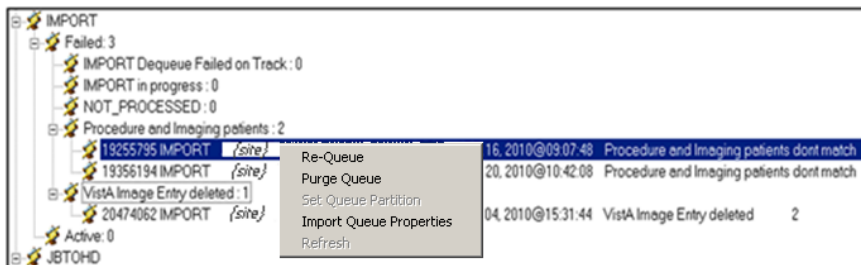 IMPORT
Failed: 3
IMPORT Dequeue Failed on Track : 0
IMPORT in progress : 0
NOT_PROCESSED : 0
Procedure and Imaging patients : 2
19255795 IMPORT {site} 16, 2010@09:07:48 Procedure and Imaging patients dont match
19356194 IMPORT {site} 20, 2010@10:42:08 Procedure and Imaging patients dont match
VistA Image Entry deleted : 1
20474062 IMPORT {site} 04, 2010@15:31:44 VistA Image Entry deleted 2
Active: 0
JBTOHD
Re-Queue
Purge Queue
Set Queue Partition
Import Queue Properties
Refresh